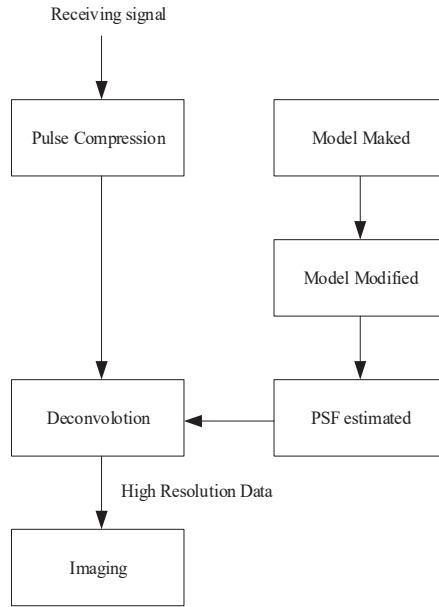 Receiving signal
Pulse Compression
Model Maked
Model Modified
Deconvolotion
PSF estimated
High Resolution Data
Imaging